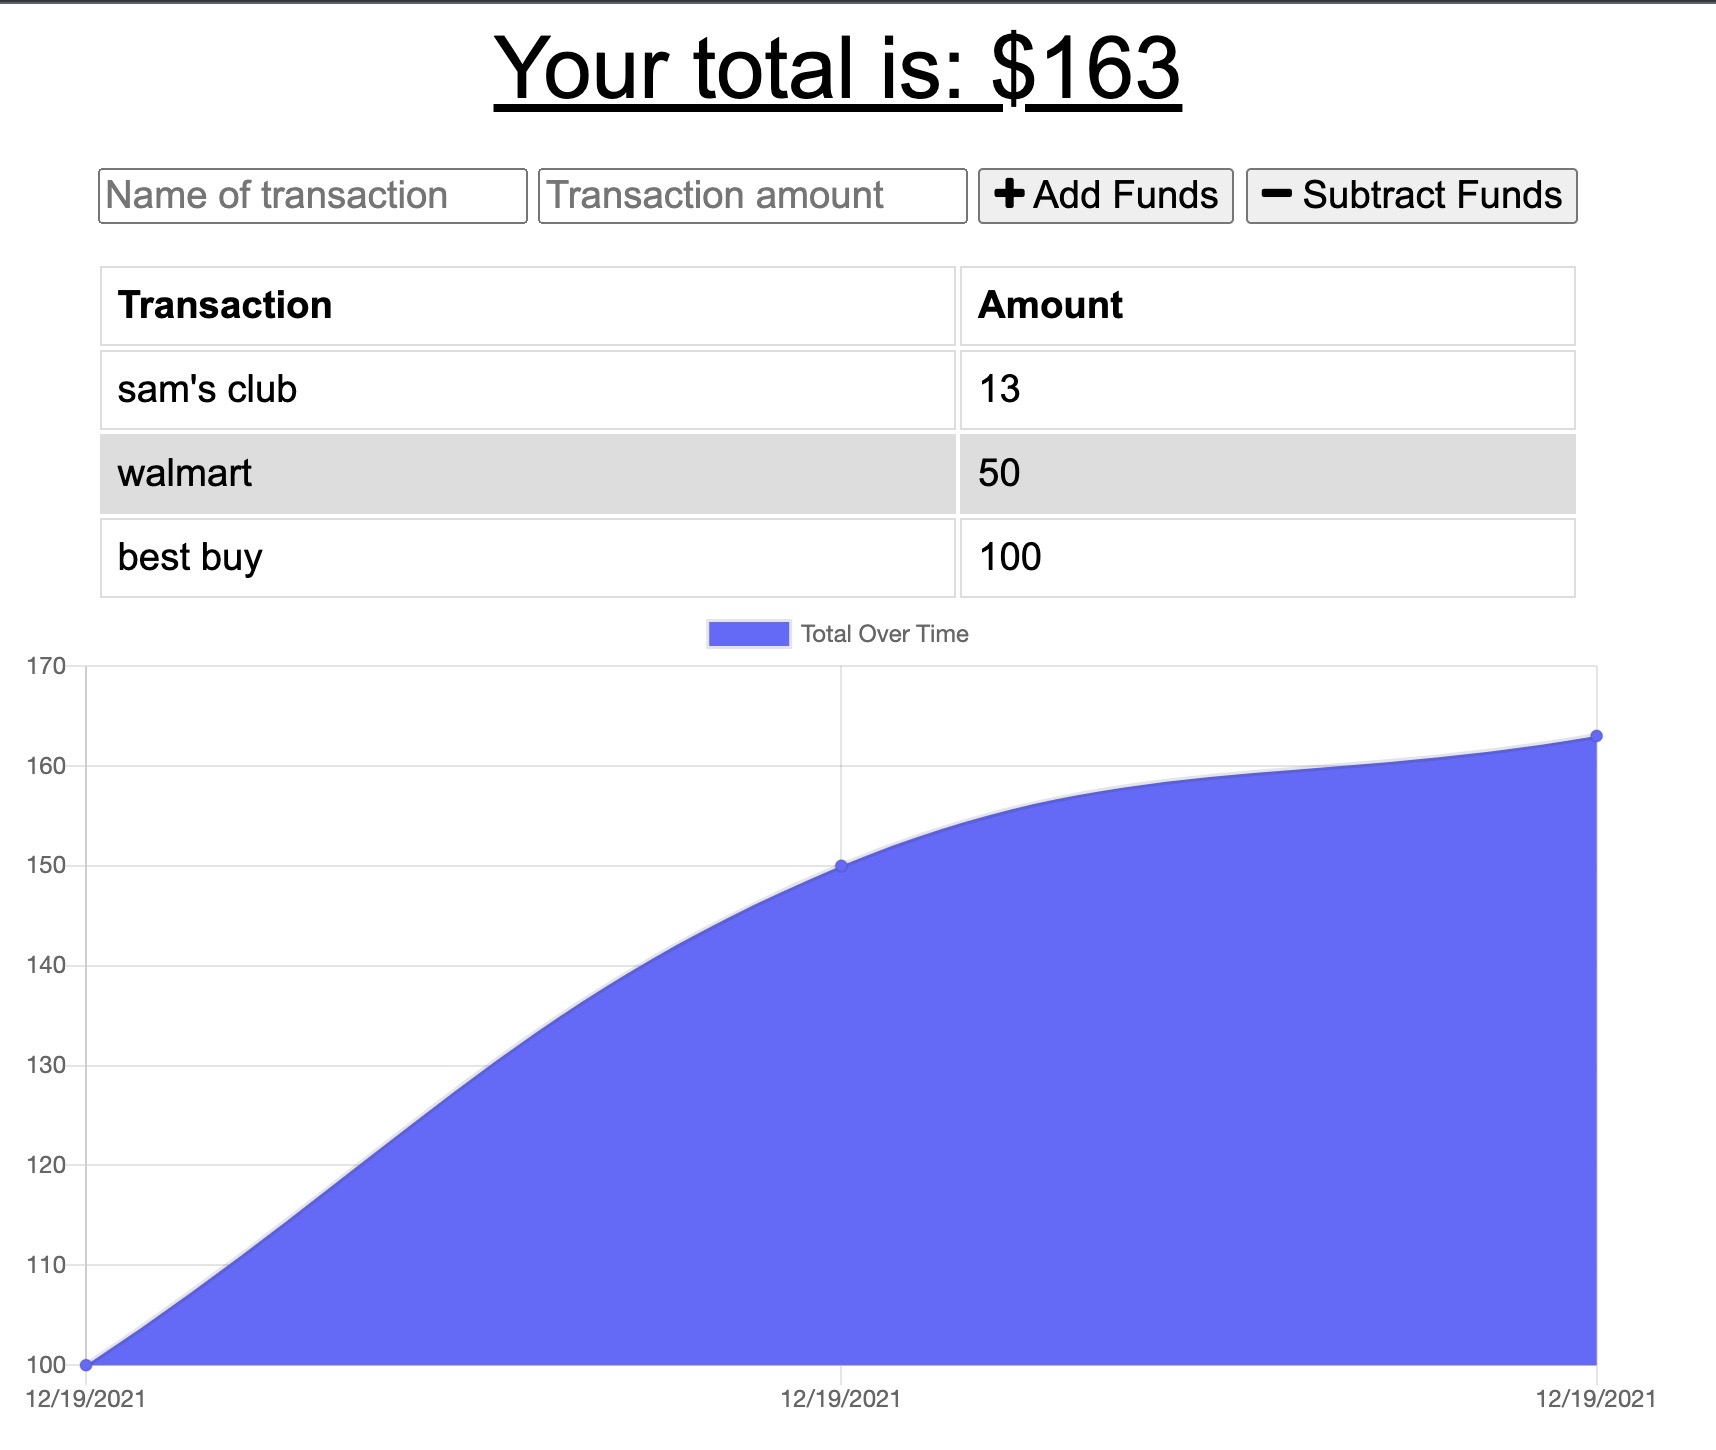 Your total is: $163
Name of transaction Transaction amount + Add Funds − Subtract Funds
Transaction Amount
sam's club 13
walmart 50
best buy 100
Total Over Time
170
160
150
140
130
120
110
100
12/19/2021 12/19/2021 12/19/2021